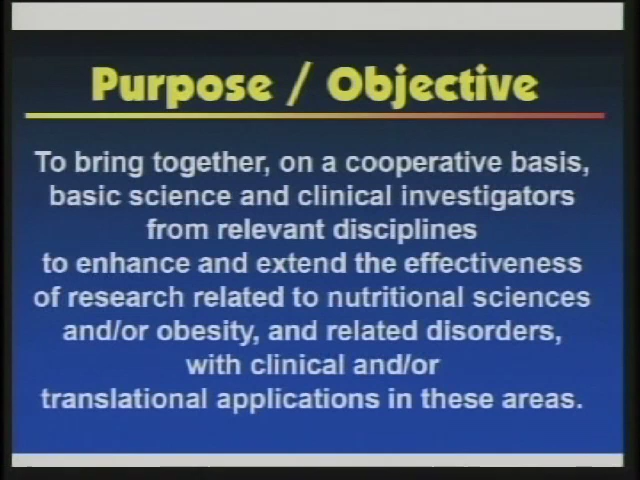 Purpose / Objective
To bring together, on a cooperative basis,
basic science and clinical investigators
from relevant disciplines
to enhance and extend the effectiveness
of research related to nutritional sciences
and/or obesity, and related disorders,
with clinical and/or
translational applications in these areas.